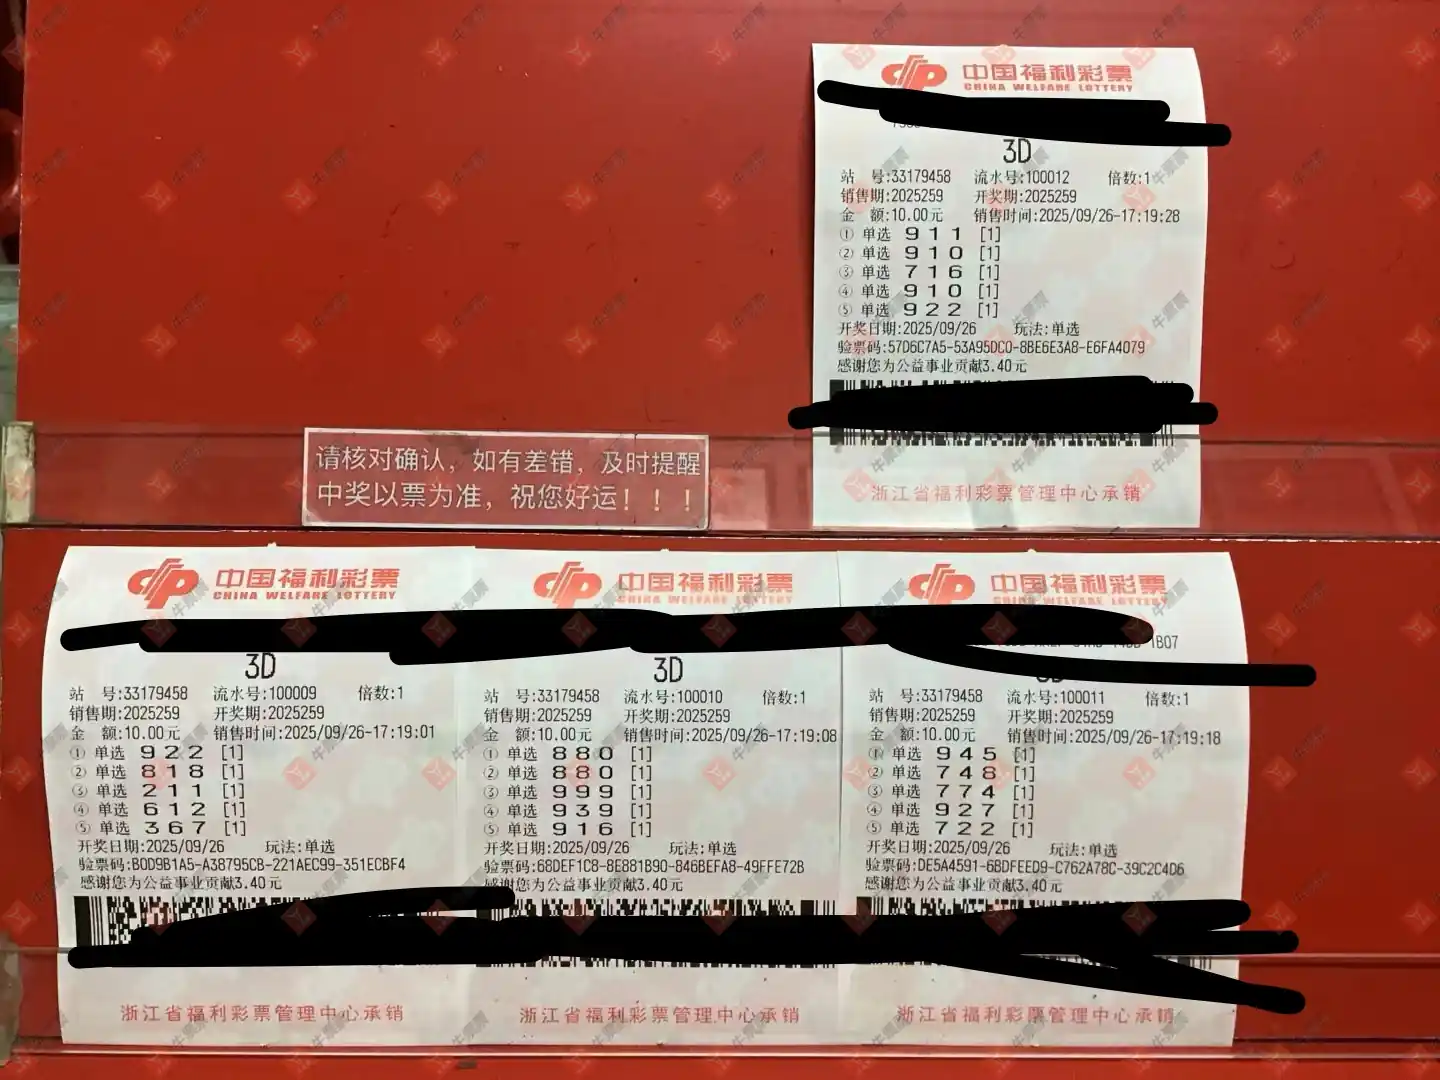 中国福利彩票
CHINA WELFARE LOTTERY
3D
站 号:33179458 流水号:100012 倍数:1
销售期:2025259 开奖期:2025259
金 额:10.00元 销售时间:2025/09/26-17:19:28
① 单选 9 1 1 [1]
② 单选 9 1 0 [1]
③ 单选 7 1 6 [1]
④ 单选 9 1 0 [1]
⑤ 单选 9 2 2 [1]
开奖日期:2025/09/26 玩法:单选
验票码:57D6C7A5-53A95DC0-8BE6E3A8-E6FA4079
感谢您为公益事业贡献3.40元
浙江省福利彩票管理中心承销
请核对确认，如有差错，及时提醒
中奖以票为准，祝您好运！！！
中国福利彩票
CHINA WELFARE LOTTERY
3D
站 号:33179458 流水号:100009 倍数:1
销售期:2025259 开奖期:2025259
金 额:10.00元 销售时间:2025/09/26-17:19:01
① 单选 9 2 2 [1]
② 单选 8 1 8 [1]
③ 单选 2 1 1 [1]
④ 单选 6 1 2 [1]
⑤ 单选 3 6 7 [1]
开奖日期:2025/09/26 玩法:单选
验票码:B0D9B1A5-A38795CB-221AEC99-351ECBF4
感谢您为公益事业贡献3.40元
浙江省福利彩票管理中心承销
中国福利彩票
CHINA WELFARE LOTTERY
3D
站 号:33179458 流水号:100010 倍数:1
销售期:2025259 开奖期:2025259
金 额:10.00元 销售时间:2025/09/26-17:19:08
① 单选 8 8 0 [1]
② 单选 8 8 0 [1]
③ 单选 9 9 9 [1]
④ 单选 9 3 9 [1]
⑤ 单选 9 1 6 [1]
开奖日期:2025/09/26 玩法:单选
验票码:68DEF1C8-8E881B90-846BEFA8-49FFE72B
感谢您为公益事业贡献3.40元
浙江省福利彩票管理中心承销
中国福利彩票
CHINA WELFARE LOTTERY
1B07
站 号:33179458 流水号:100011 倍数:1
销售期:2025259 开奖期:2025259
金 额:10.00元 销售时间:2025/09/26-17:19:18
① 单选 9 4 5 [1]
② 单选 7 4 8 [1]
③ 单选 7 7 4 [1]
④ 单选 9 2 7 [1]
⑤ 单选 7 2 2 [1]
开奖日期:2025/09/26 玩法:单选
验票码:DE5A4591-6BDFEED9-C762A78C-39C2C4D6
感谢您为公益事业贡献3.40元
浙江省福利彩票管理中心承销